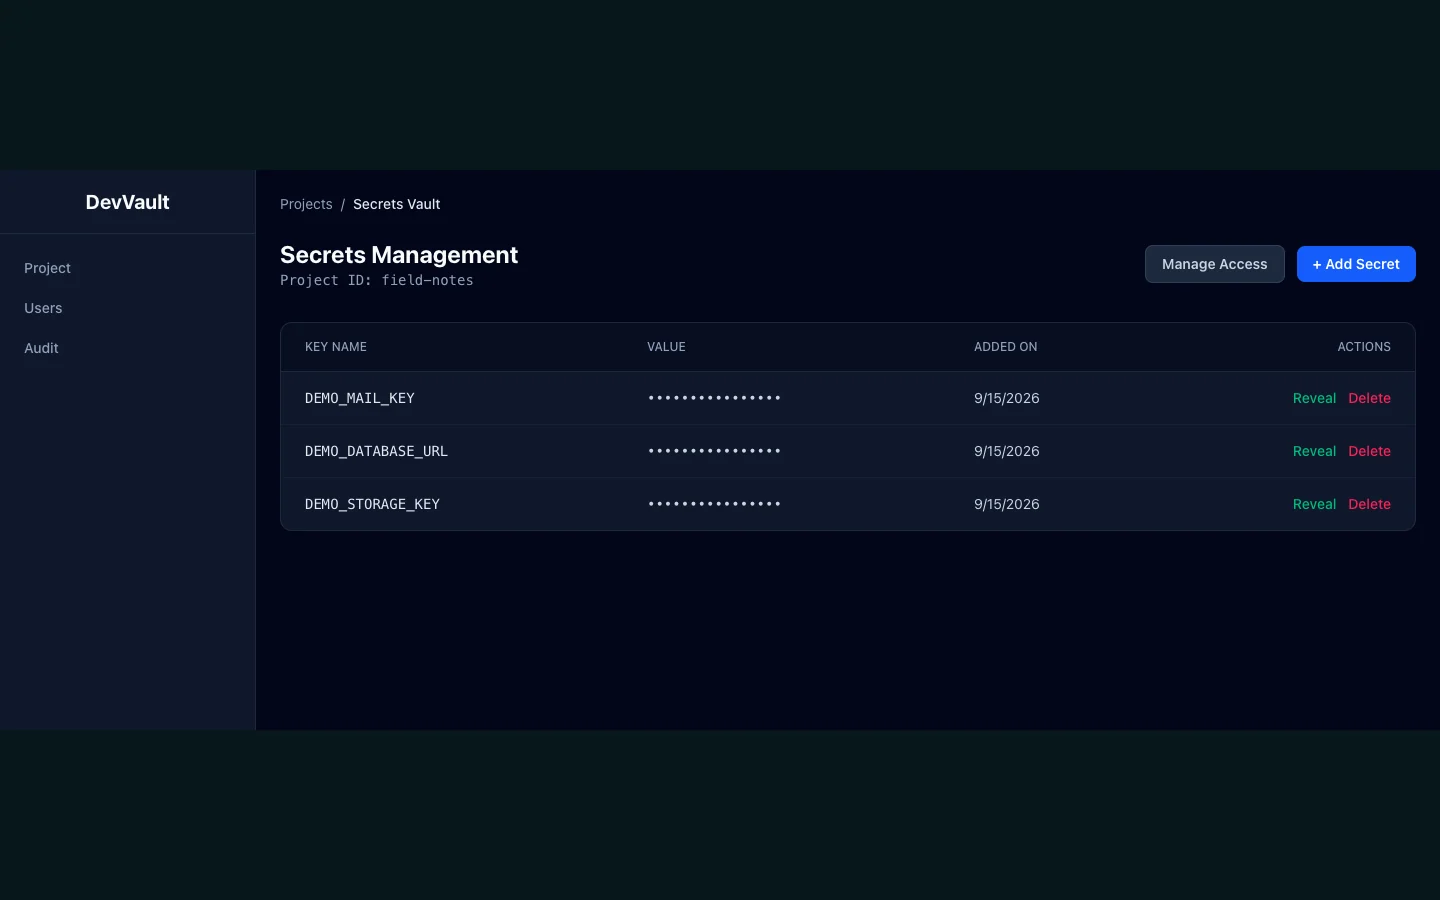 DevVault
Project
Users
Audit
Projects / Secrets Vault
Secrets Management
Project ID: field-notes
Manage Access
+ Add Secret
KEY NAME VALUE ADDED ON ACTIONS
DEMO_MAIL_KEY •••••••••••••••• 9/15/2026 Reveal Delete
DEMO_DATABASE_URL •••••••••••••••• 9/15/2026 Reveal Delete
DEMO_STORAGE_KEY •••••••••••••••• 9/15/2026 Reveal Delete